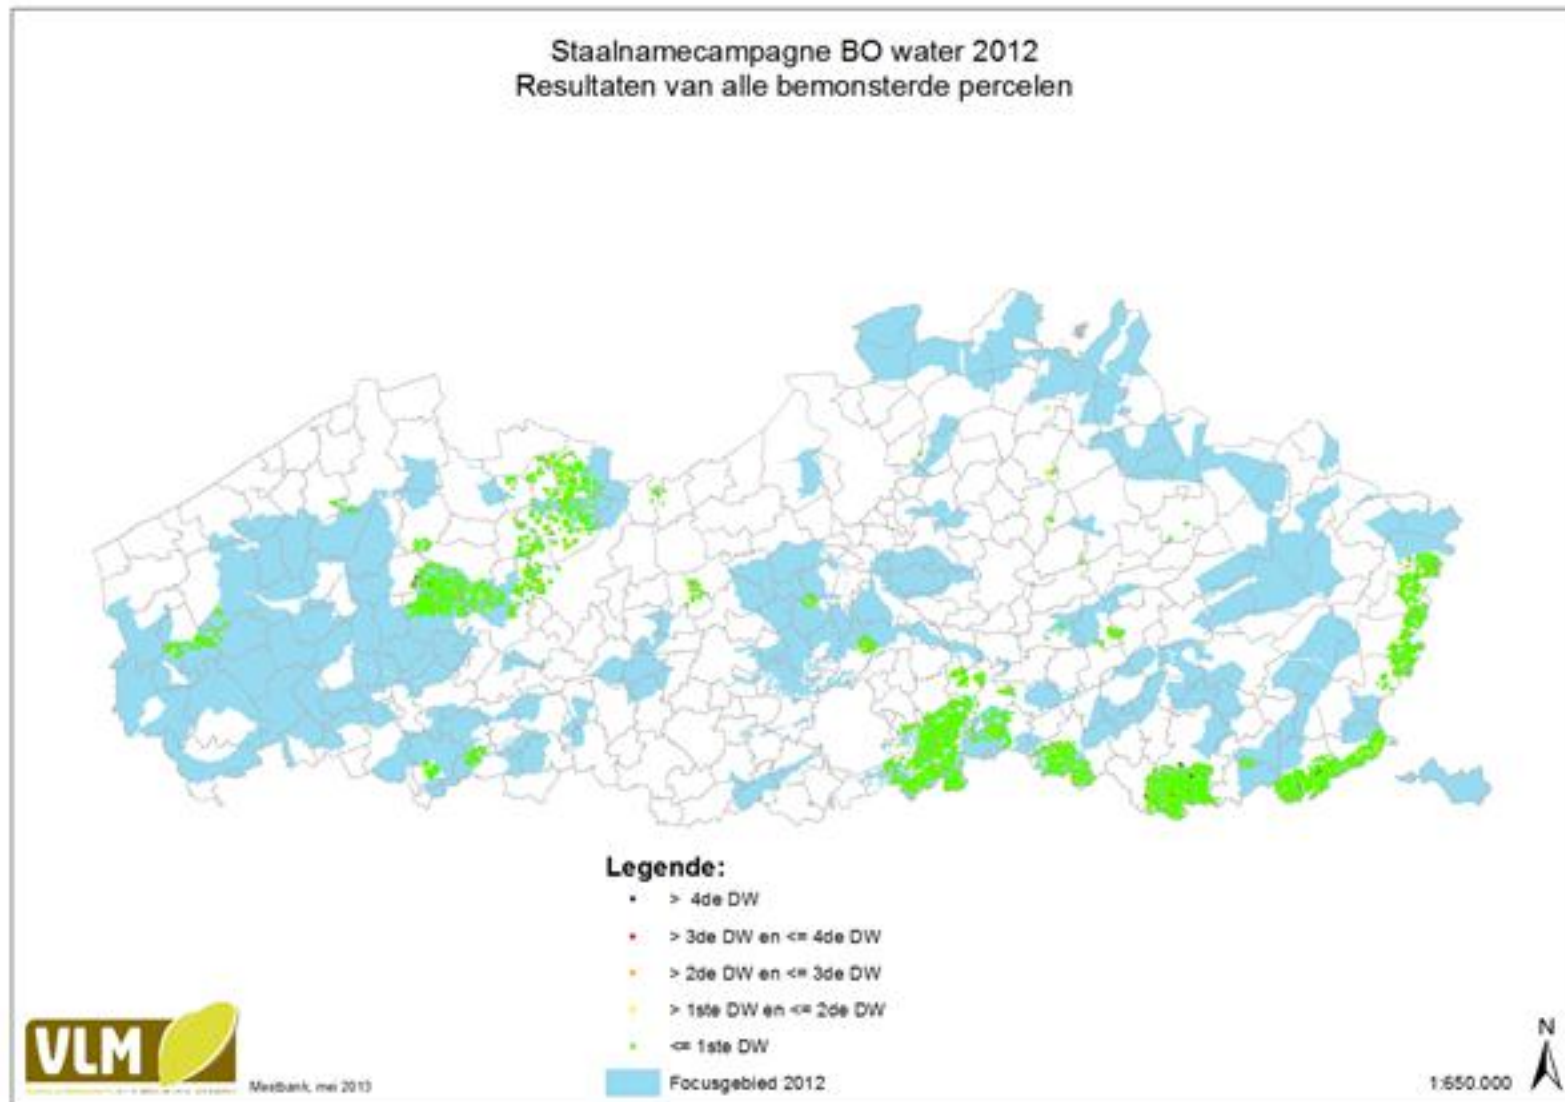 Staalnamecampagne BO water 2012
Resultaten van alle bemonsterde percelen
Legende:
> 4de DW
> 3de DW en <= 4de DW
> 2de DW en <= 3de DW
> 1ste DW en <= 2de DW
<= 1ste DW
Focusgebied 2012
VLM
Mestbank, mei 2013
N
1:650.000